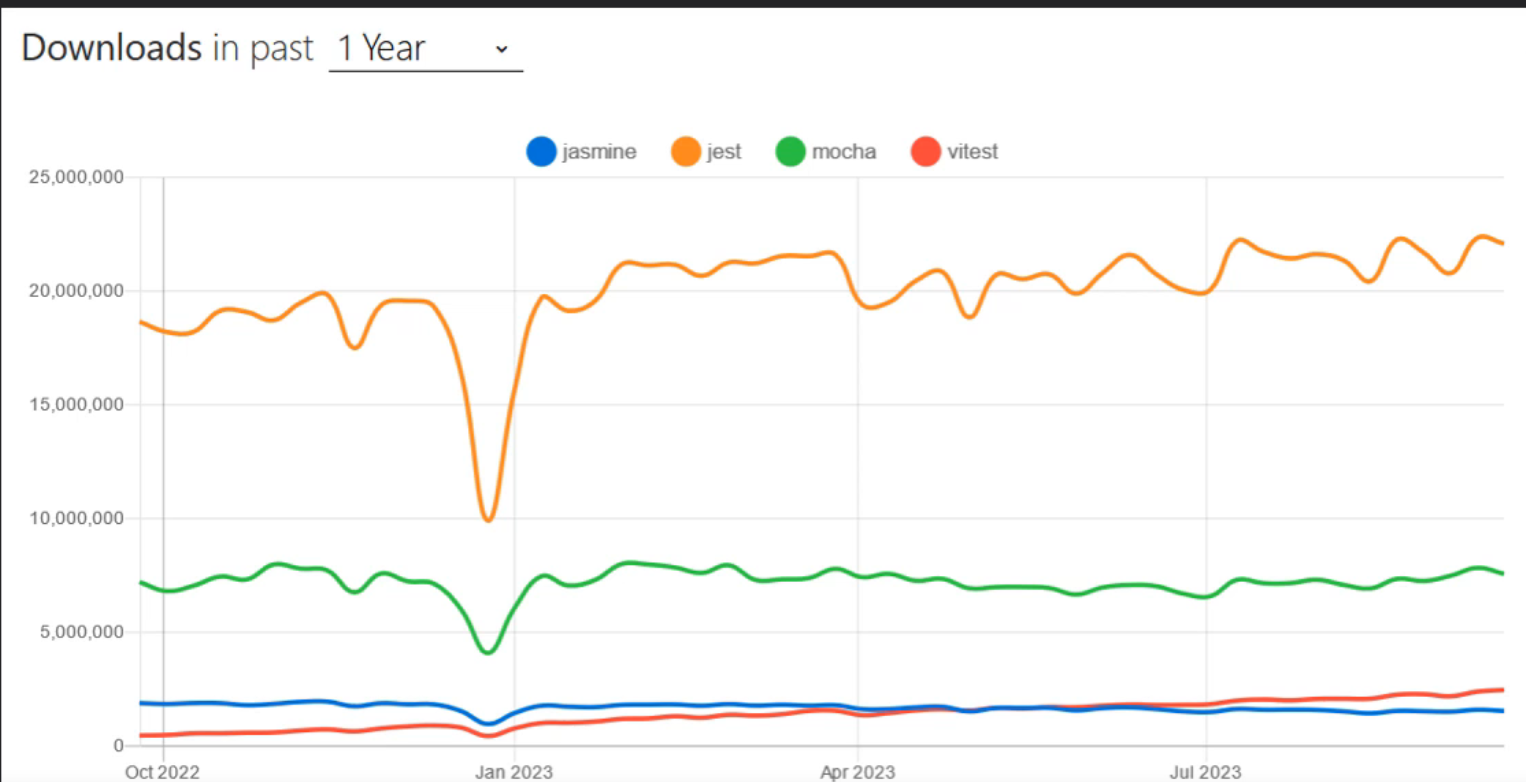 Downloads in past 1 Year
jasmine jest mocha vitest
25,000,000
20,000,000
15,000,000
10,000,000
5,000,000
0
Oct 2022 Jan 2023 Apr 2023 Jul 2023